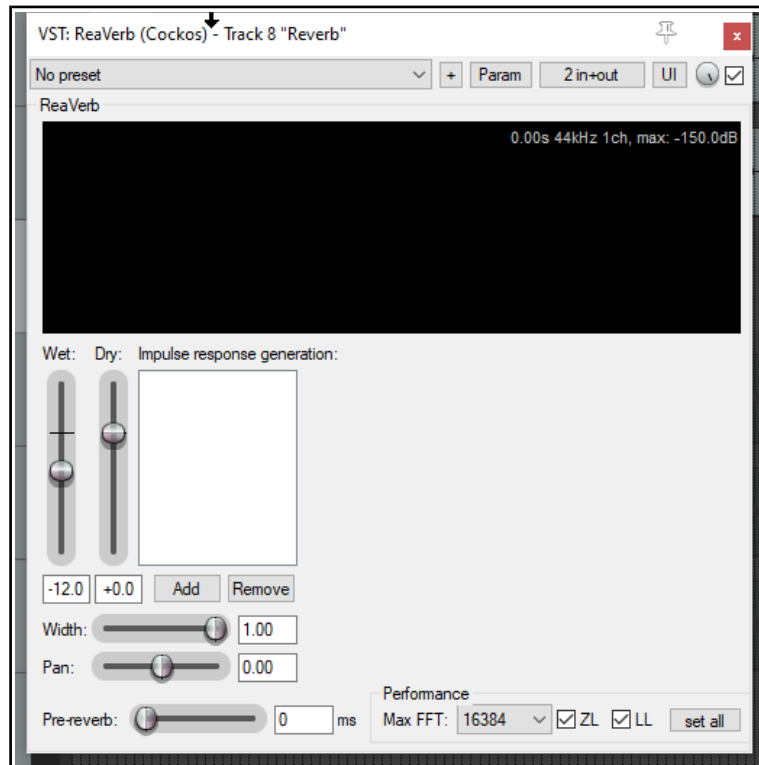 VST: ReaVerb (Cockos) - Track 8 "Reverb"
x
No preset + Param 2 in+out UI
ReaVerb
0.00s 44kHz 1ch, max: -150.0dB
Wet: Dry: Impulse response generation:
-12.0 +0.0 Add Remove
Width: 1.00
Pan: 0.00
Performance
Pre-reverb: 0 ms Max FFT: 16384 ZL LL set all